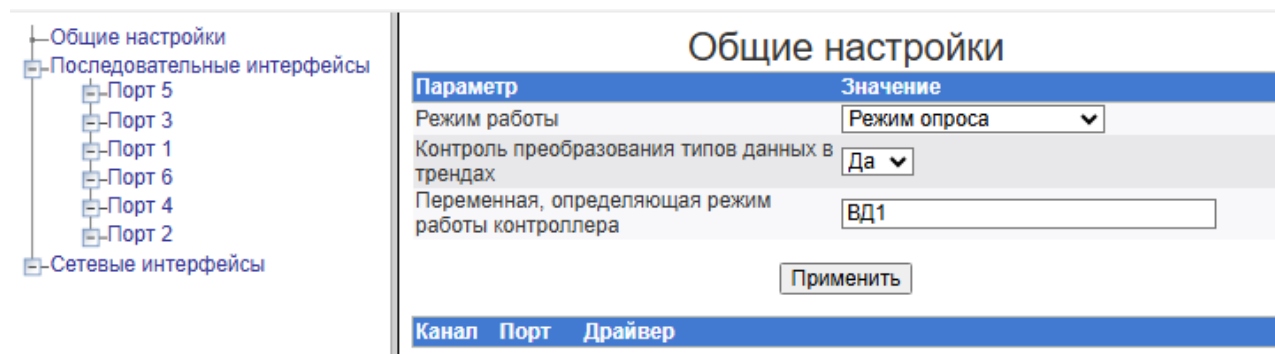 Общие настройки
Последовательные интерфейсы
Порт 5
Порт 3
Порт 1
Порт 6
Порт 4
Порт 2
Сетевые интерфейсы
Общие настройки
Параметр Значение
Режим работы Режим опроса
Контроль преобразования типов данных в
трендах
Да
Переменная, определяющая режим
работы контроллера
ВД1
Применить
Канал Порт Драйвер